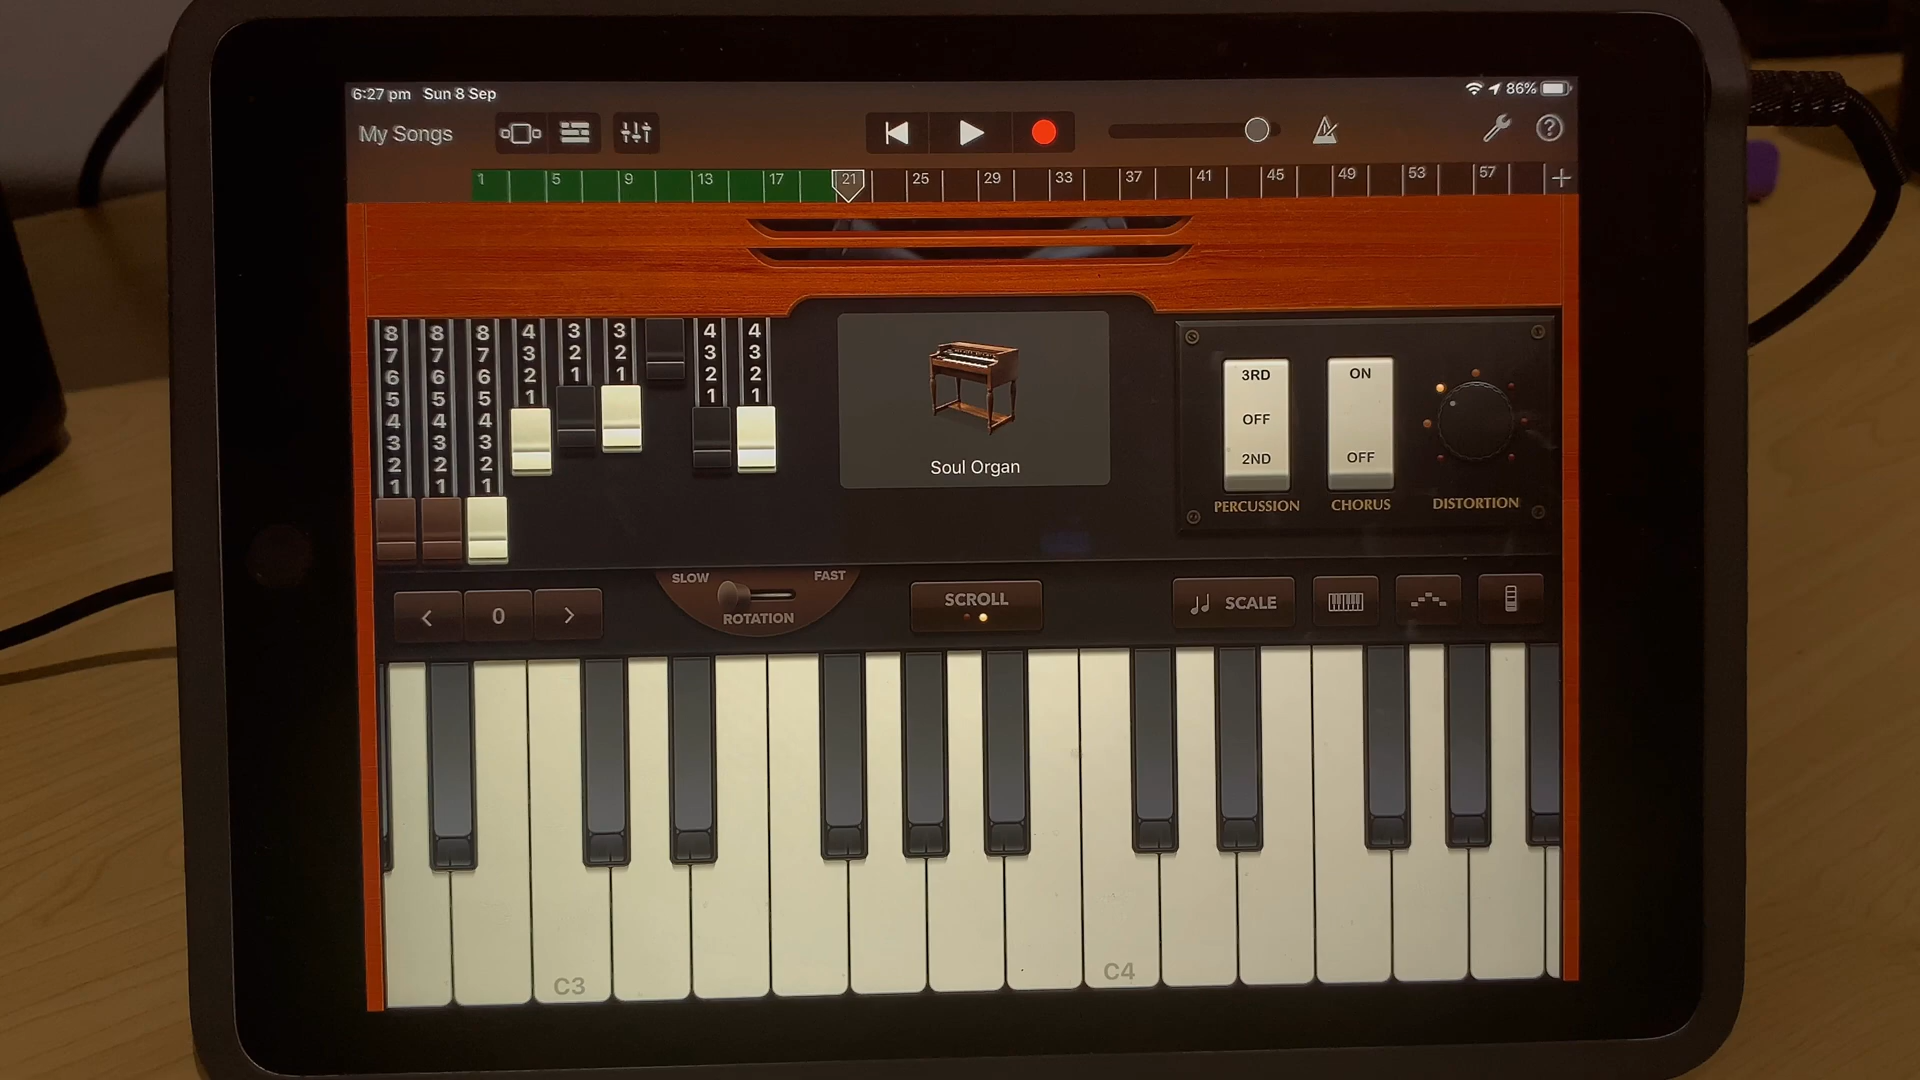 6:27 pm Sun 8 Sep 86%
My Songs
1 5 9 13 17 21 25 29 33 37 41 45 49 53 57
8 8 8 4 3 3 4 4
7 7 7 3 2 2 3 3
6 6 6 2 1 1 2 2
5 5 5 1 1 1
4 4 4
3 3 3
2 2 2
1 1 1
Soul Organ
3RD
OFF
2ND
PERCUSSION
ON
OFF
CHORUS
DISTORTION
0
SLOW FAST
ROTATION
SCROLL
SCALE
C3 C4